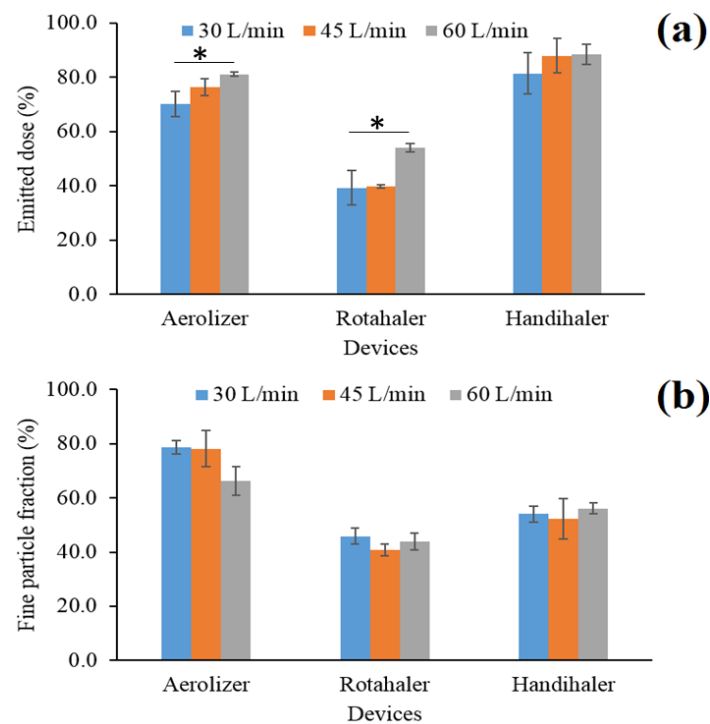 100.0
30 L/min 45 L/min 60 L/min
(a)
*
*
80.0
60.0
40.0
20.0
0.0
Emitted dose (%)
Aerolizer Rotahaler Handihaler
Devices
100.0
30 L/min 45 L/min 60 L/min
(b)
80.0
60.0
40.0
20.0
0.0
Fine particle fraction (%)
Aerolizer Rotahaler Handihaler
Devices